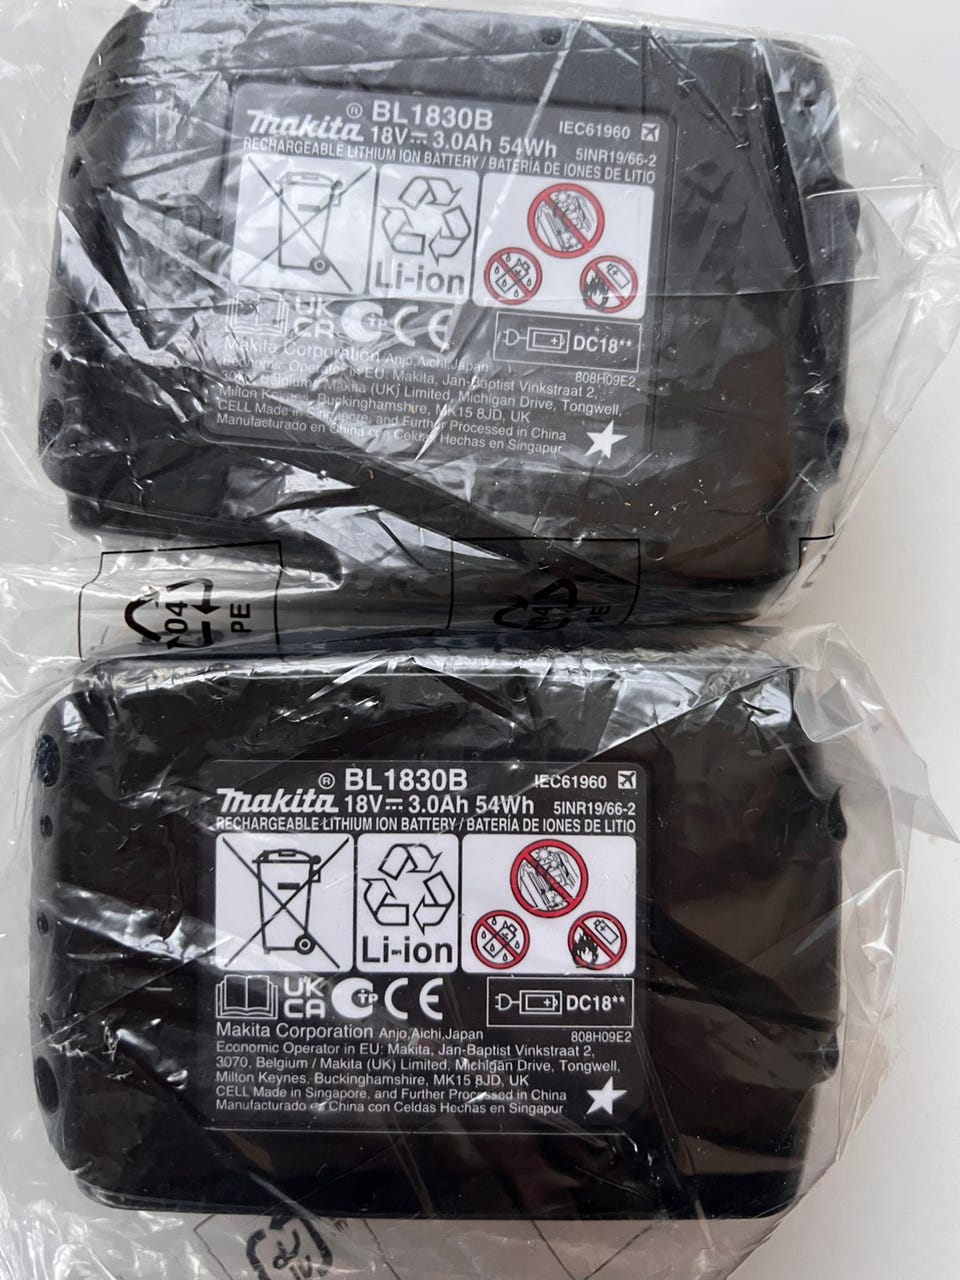 BL1830B
IEC61960
makita® 18V⎓3.0Ah 54Wh
5INR19/66-2
RECHARGEABLE LITHIUM ION BATTERY / BATERÍA DE IONES DE LITIO
Li-ion
UK
CA
CTP
CE
DC18**
Makita Corporation Anjo,Aichi,Japan
808H09E2
Economic Operator in EU: Makita, Jan-Baptist Vinkstraat 2,
3070, Belgium / Makita (UK) Limited, Michigan Drive, Tongwell,
Milton Keynes, Buckinghamshire, MK15 8JD, UK
CELL Made in Singapore, and Further Processed in China
Manufacturado en China con Celdas Hechas en Singapur
04
PE
04
PE
BL1830B
IEC61960
makita® 18V⎓3.0Ah 54Wh
5INR19/66-2
RECHARGEABLE LITHIUM ION BATTERY / BATERÍA DE IONES DE LITIO
Li-ion
UK
CA
CTP
CE
DC18**
Makita Corporation Anjo,Aichi,Japan
808H09E2
Economic Operator in EU: Makita, Jan-Baptist Vinkstraat 2,
3070, Belgium / Makita (UK) Limited, Michigan Drive, Tongwell,
Milton Keynes, Buckinghamshire, MK15 8JD, UK
CELL Made in Singapore, and Further Processed in China
Manufacturado en China con Celdas Hechas en Singapur